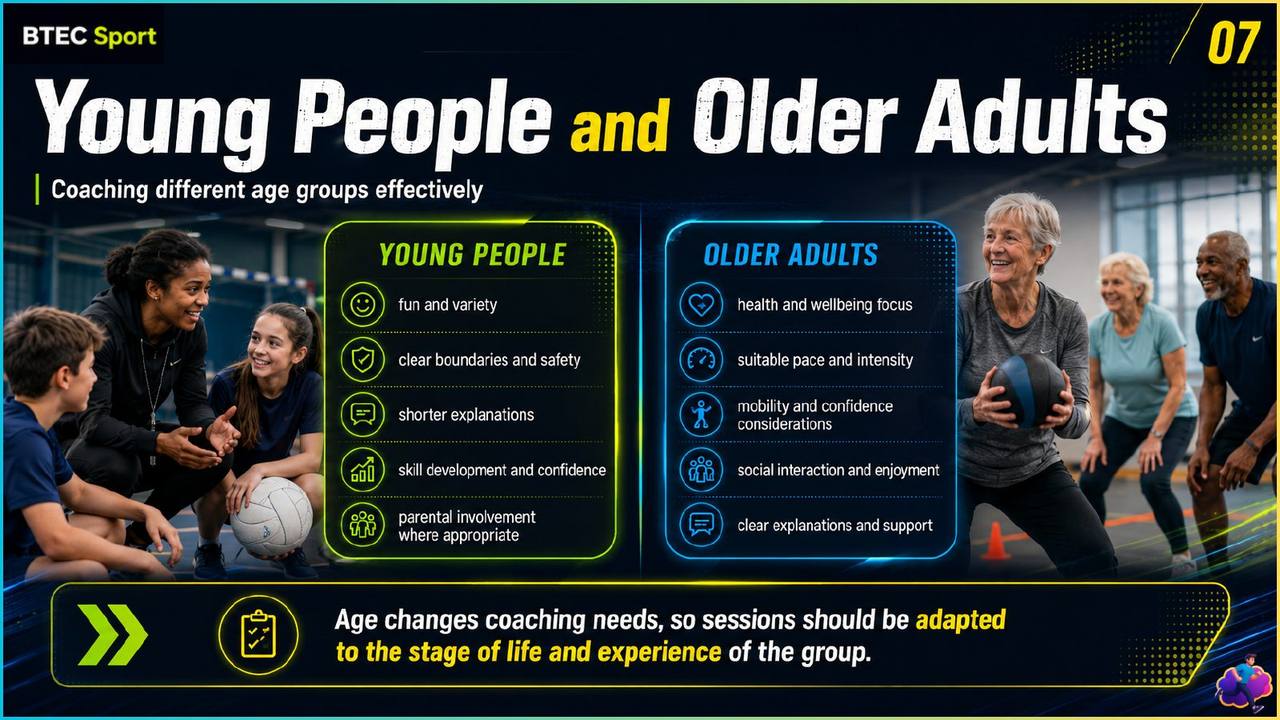 BTEC Sport
07
Young People and Older Adults
Coaching different age groups effectively
YOUNG PEOPLE
fun and variety
clear boundaries and safety
shorter explanations
skill development and confidence
parental involvement
where appropriate
OLDER ADULTS
health and wellbeing focus
suitable pace and intensity
mobility and confidence
considerations
social interaction and enjoyment
clear explanations and support
Age changes coaching needs, so sessions should be adapted
to the stage of life and experience of the group.